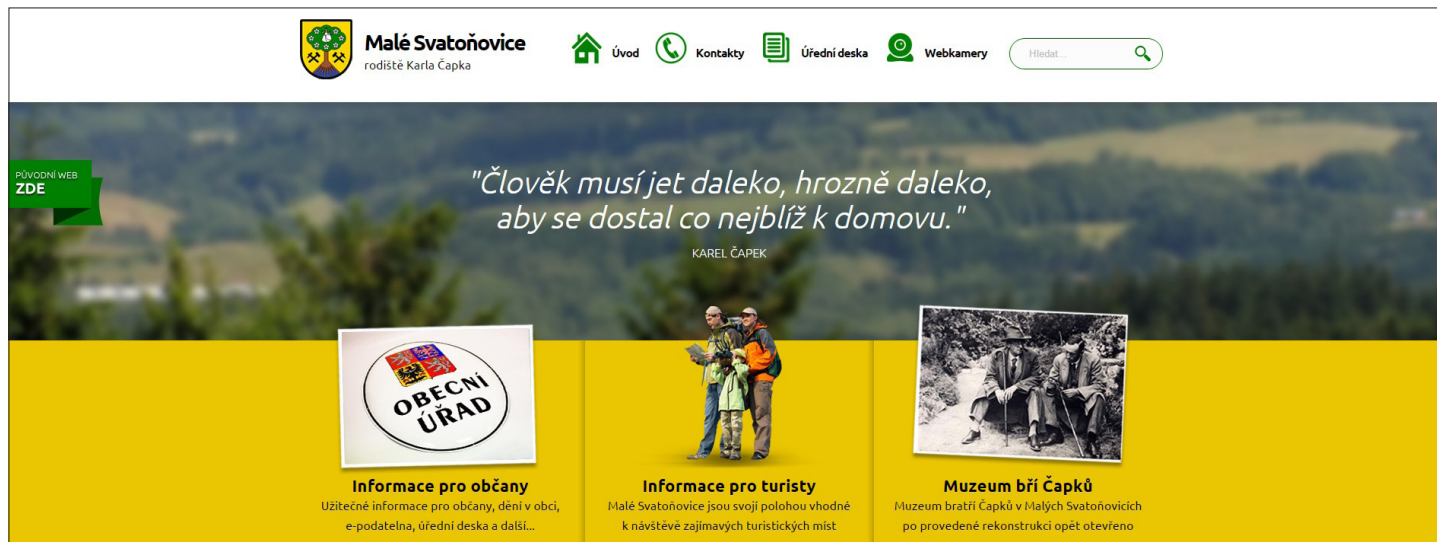 Malé Svatoňovice
rodiště Karla Čapka
Úvod
Kontakty
Úřední deska
Webkamery
Hledat...
PŮVODNÍ WEB
ZDE
"Člověk musí jet daleko, hrozně daleko,
aby se dostal co nejblíž k domovu."
KAREL ČAPEK
OBECNÍ
ÚŘAD
Informace pro občany
Užitečné informace pro občany, dění v obci,
e-podatelna, úřední deska a další...
Informace pro turisty
Malé Svatoňovice jsou svojí polohou vhodné
k návštěvě zajímavých turistických míst
Muzeum bří Čapků
Muzeum bratří Čapků v Malých Svatoňovicích
po provedené rekonstrukci opět otevřeno